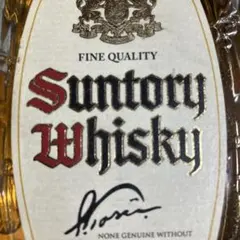 FINE QUALITY
Suntory
Whisky
NONE GENUINE WITHOUT